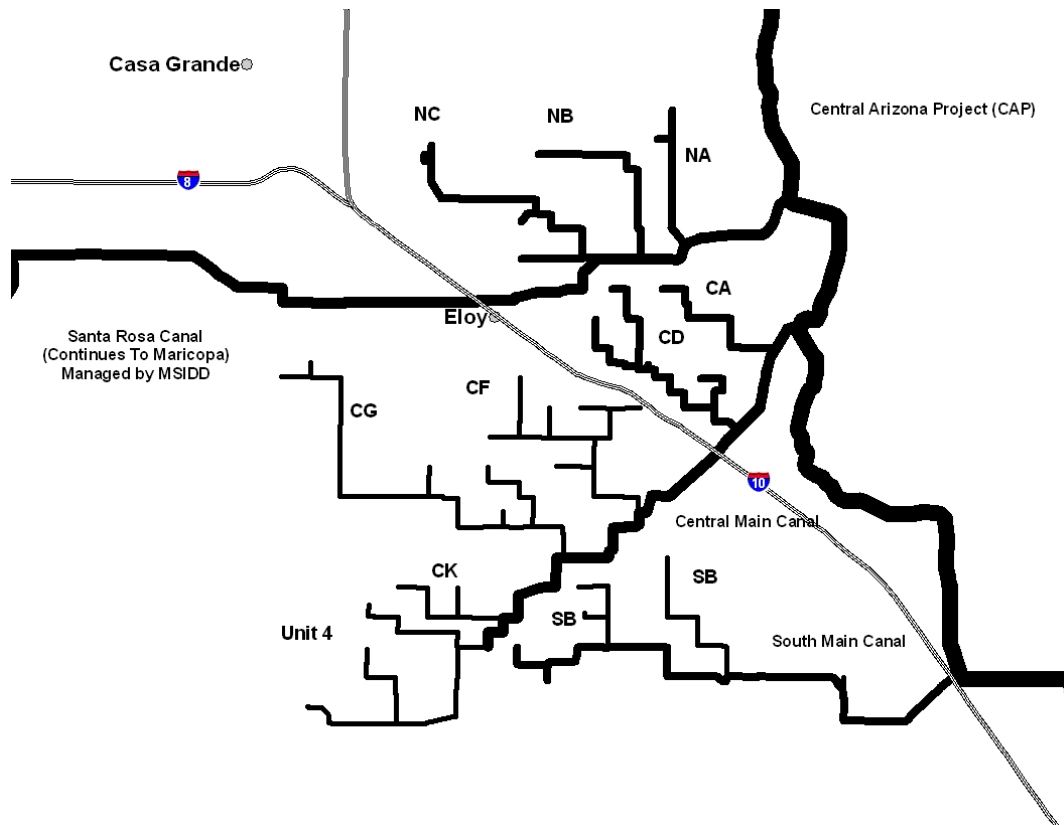 Casa Grande
Central Arizona Project (CAP)
NC
NB
NA
8
CA
Eloy
Santa Rosa Canal
(Continues To Maricopa)
Managed by MSIDD
CD
CF
CG
10
Central Main Canal
CK
SB
SB
Unit 4
South Main Canal